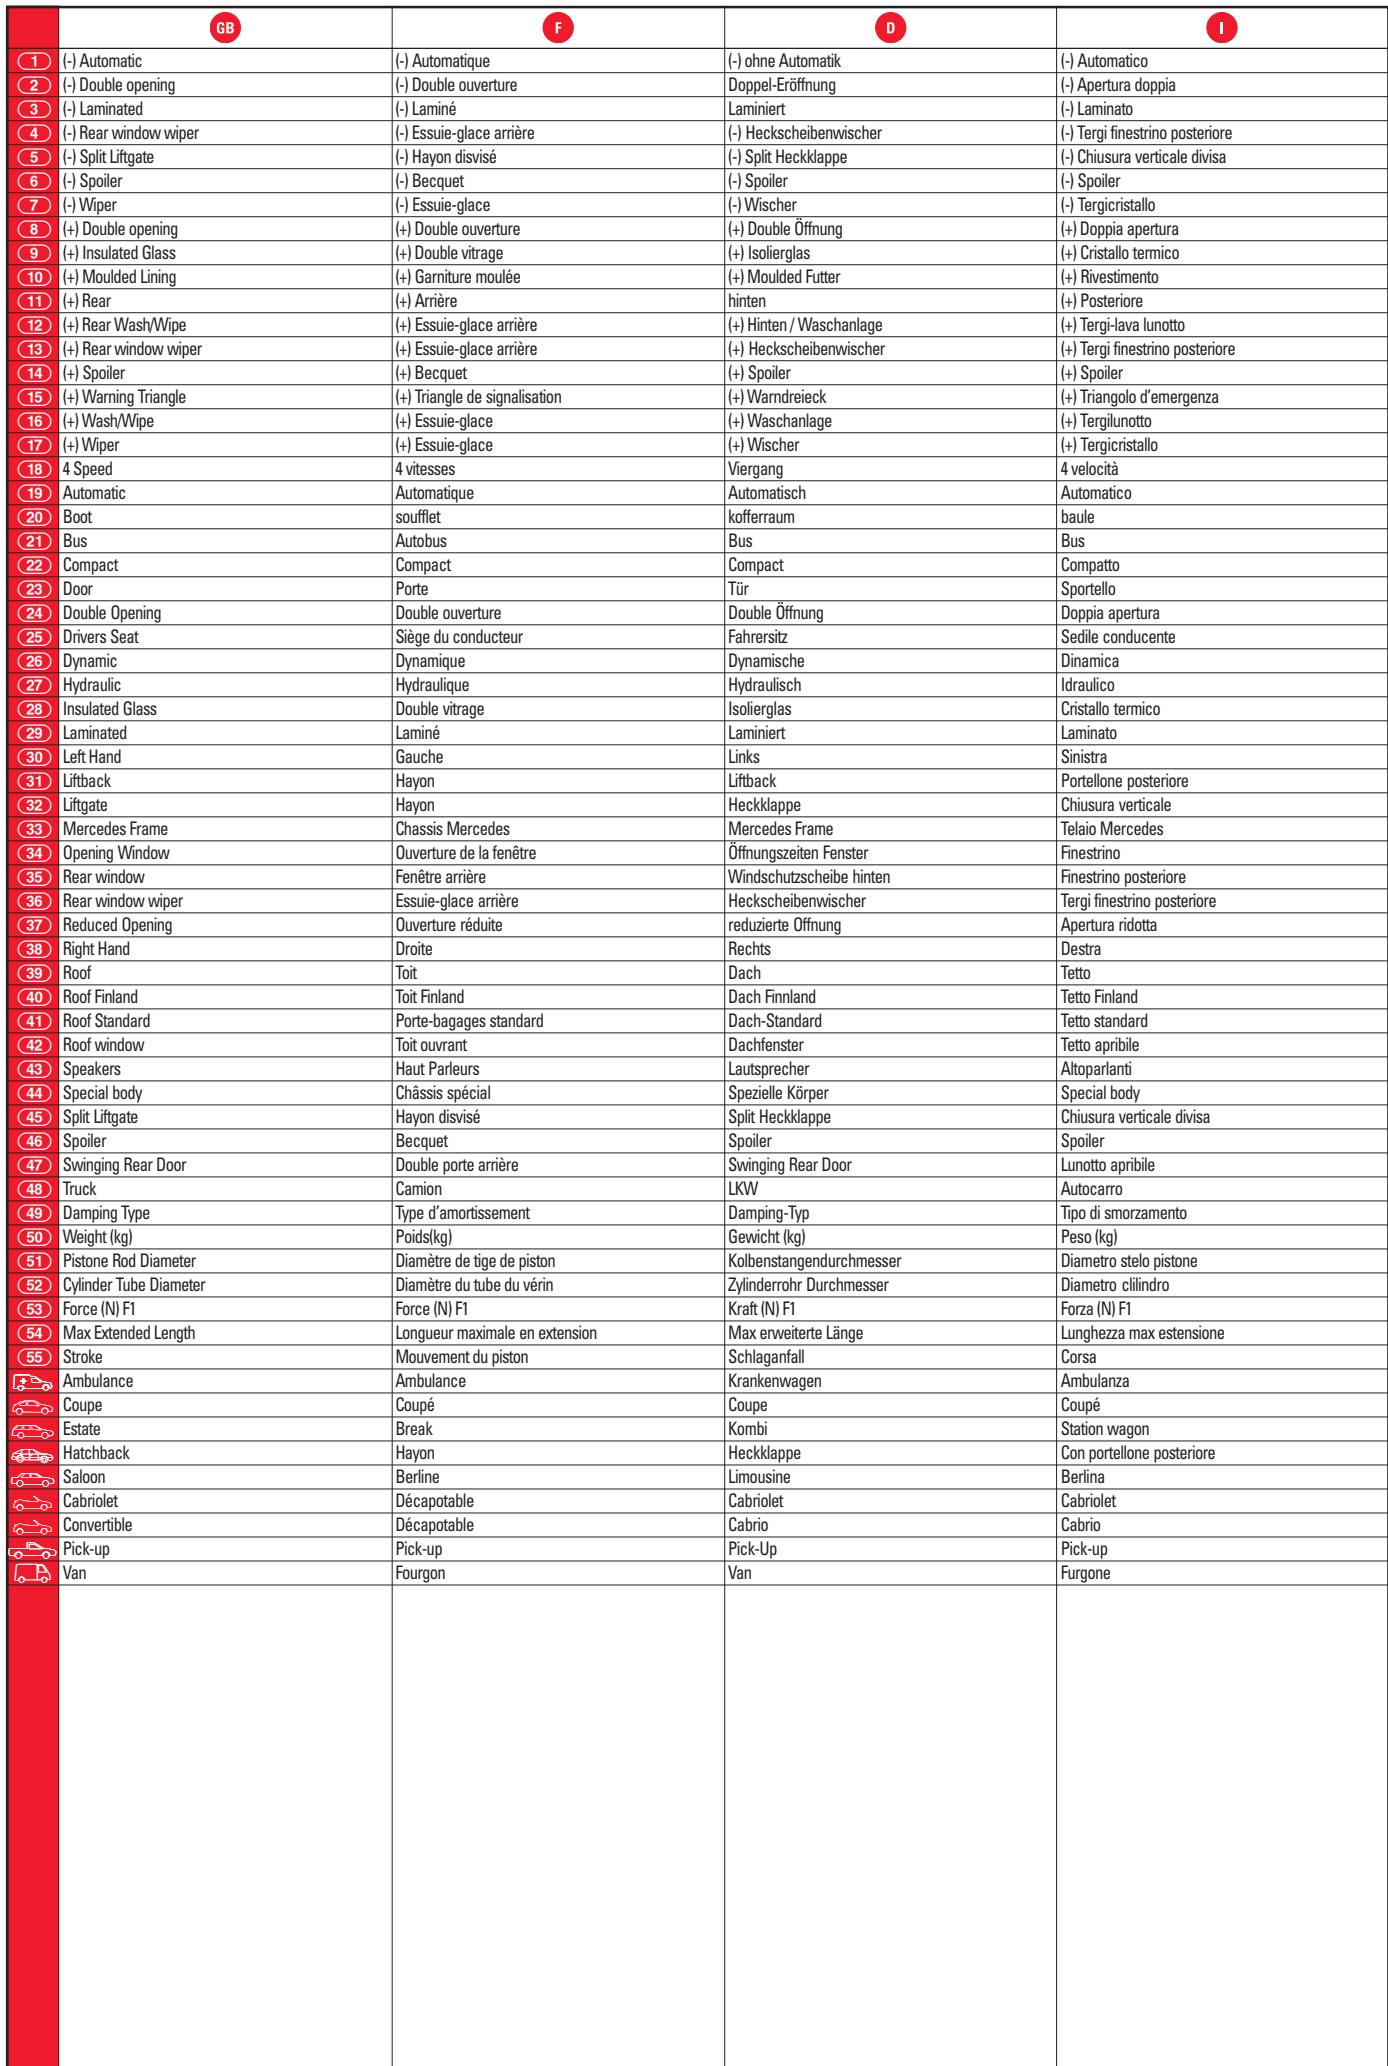 GB F D I
1 (-) Automatic (-) Automatique (-) ohne Automatik (-) Automatico
2 (-) Double opening (-) Double ouverture Doppel-Eröffnung (-) Apertura doppia
3 (-) Laminated (-) Laminé Laminiert (-) Laminato
4 (-) Rear window wiper (-) Essuie-glace arrière (-) Heckscheibenwischer (-) Tergi finestrino posteriore
5 (-) Split Liftgate (-) Hayon disvisé (-) Split Heckklappe (-) Chiusura verticale divisa
6 (-) Spoiler (-) Becquet (-) Spoiler (-) Spoiler
7 (-) Wiper (-) Essuie-glace (-) Wischer (-) Tergicristallo
8 (+) Double opening (+) Double ouverture (+) Double Öffnung (+) Doppia apertura
9 (+) Insulated Glass (+) Double vitrage (+) Isolierglas (+) Cristallo termico
10 (+) Moulded Lining (+) Garniture moulée (+) Moulded Futter (+) Rivestimento
11 (+) Rear (+) Arrière hinten (+) Posteriore
12 (+) Rear Wash/Wipe (+) Essuie-glace arrière (+) Hinten / Waschanlage (+) Tergi-lava lunotto
13 (+) Rear window wiper (+) Essuie-glace arrière (+) Heckscheibenwischer (+) Tergi finestrino posteriore
14 (+) Spoiler (+) Becquet (+) Spoiler (+) Spoiler
15 (+) Warning Triangle (+) Triangle de signalisation (+) Warndreieck (+) Triangolo d’emergenza
16 (+) Wash/Wipe (+) Essuie-glace (+) Waschanlage (+) Tergilunotto
17 (+) Wiper (+) Essuie-glace (+) Wischer (+) Tergicristallo
18 4 Speed 4 vitesses Viergang 4 velocità
19 Automatic Automatique Automatisch Automatico
20 Boot soufflet kofferraum baule
21 Bus Autobus Bus Bus
22 Compact Compact Compact Compatto
23 Door Porte Tür Sportello
24 Double Opening Double ouverture Double Öffnung Doppia apertura
25 Drivers Seat Siège du conducteur Fahrersitz Sedile conducente
26 Dynamic Dynamique Dynamische Dinamica
27 Hydraulic Hydraulique Hydraulisch Idraulico
28 Insulated Glass Double vitrage Isolierglas Cristallo termico
29 Laminated Laminé Laminiert Laminato
30 Left Hand Gauche Links Sinistra
31 Liftback Hayon Liftback Portellone posteriore
32 Liftgate Hayon Heckklappe Chiusura verticale
33 Mercedes Frame Chassis Mercedes Mercedes Frame Telaio Mercedes
34 Opening Window Ouverture de la fenêtre Öffnungszeiten Fenster Finestrino
35 Rear window Fenêtre arrière Windschutzscheibe hinten Finestrino posteriore
36 Rear window wiper Essuie-glace arrière Heckscheibenwischer Tergi finestrino posteriore
37 Reduced Opening Ouverture réduite reduzierte Offnung Apertura ridotta
38 Right Hand Droite Rechts Destra
39 Roof Toit Dach Tetto
40 Roof Finland Toit Finland Dach Finnland Tetto Finland
41 Roof Standard Porte-bagages standard Dach-Standard Tetto standard
42 Roof window Toit ouvrant Dachfenster Tetto apribile
43 Speakers Haut Parleurs Lautsprecher Altoparlanti
44 Special body Châssis spécial Spezielle Körper Special body
45 Split Liftgate Hayon disvisé Split Heckklappe Chiusura verticale divisa
46 Spoiler Becquet Spoiler Spoiler
47 Swinging Rear Door Double porte arrière Swinging Rear Door Lunotto apribile
48 Truck Camion LKW Autocarro
49 Damping Type Type d’amortissement Damping-Typ Tipo di smorzamento
50 Weight (kg) Poids(kg) Gewicht (kg) Peso (kg)
51 Pistone Rod Diameter Diamètre de tige de piston Kolbenstangendurchmesser Diametro stelo pistone
52 Cylinder Tube Diameter Diamètre du tube du vérin Zylinderrohr Durchmesser Diametro clilindro
53 Force (N) F1 Force (N) F1 Kraft (N) F1 Forza (N) F1
54 Max Extended Length Longueur maximale en extension Max erweiterte Länge Lunghezza max estensione
55 Stroke Mouvement du piston Schlaganfall Corsa
Ambulance Ambulance Krankenwagen Ambulanza
Coupe Coupé Coupe Coupé
Estate Break Kombi Station wagon
Hatchback Hayon Heckklappe Con portellone posteriore
Saloon Berline Limousine Berlina
Cabriolet Décapotable Cabriolet Cabriolet
Convertible Décapotable Cabrio Cabrio
Pick-up Pick-up Pick-Up Pick-up
Van Fourgon Van Furgone